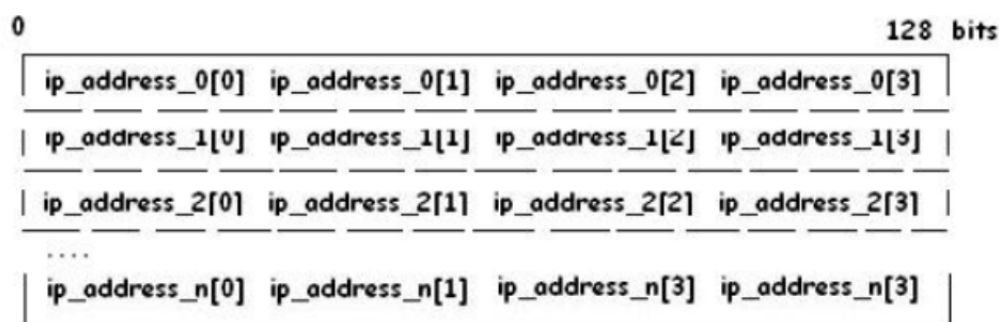 0 128 bits
ip_address_0[0] ip_address_0[1] ip_address_0[2] ip_address_0[3]
ip_address_1[0] ip_address_1[1] ip_address_1[2] ip_address_1[3]
ip_address_2[0] ip_address_2[1] ip_address_2[2] ip_address_2[3]
....
ip_address_n[0] ip_address_n[1] ip_address_n[3] ip_address_n[3]